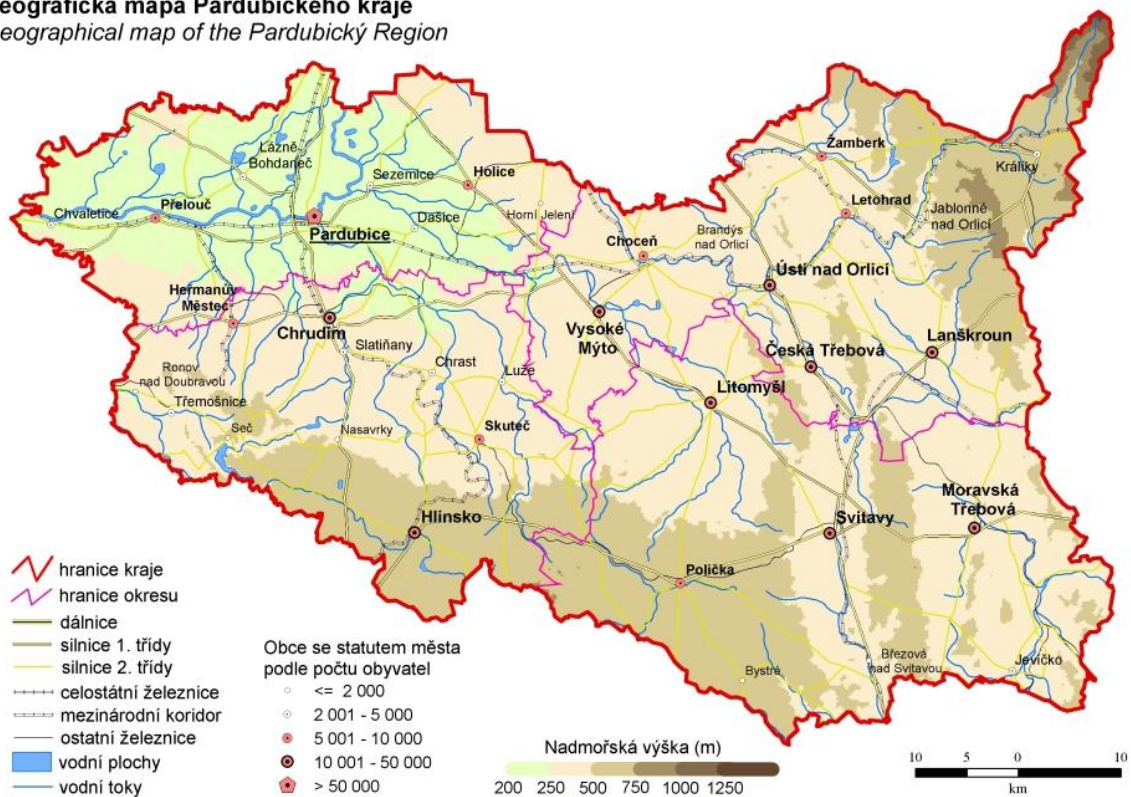 eografická mapa Pardubického kraje
eographical map of the Pardubický Region
Žamberk
Králíky
Lázně
Bohdaneč
Sezemice
Holice
Přelouč
Chvaletice
Letohrad
Jablonné
nad Orlicí
Dašice
Horní Jelení
Pardubice
Choceň
Brandýs
nad Orlicí
Ústí nad Orlicí
Heřmanův
Městec
Chrudim
Vysoké
Mýto
Lanškroun
Slatiňany
Česká Třebová
Ronov
nad Doubravou
Chrast
Luže
Litomyšl
Třemošnice
Seč
Nasavrky
Skuteč
Hlinsko
Svitavy
Moravská
Třebová
Polička
Bystré
Březová
nad Svitavou
Jevíčko
hranice kraje
hranice okresu
dálnice
silnice 1. třídy
silnice 2. třídy
celostátní železnice
mezinárodní koridor
ostatní železnice
vodní plochy
vodní toky
Obce se statutem města
podle počtu obyvatel
<= 2 000
2 001 - 5 000
5 001 - 10 000
10 001 - 50 000
> 50 000
Nadmořská výška (m)
200 250 500 750 1000 1250
10 5 0 10
km